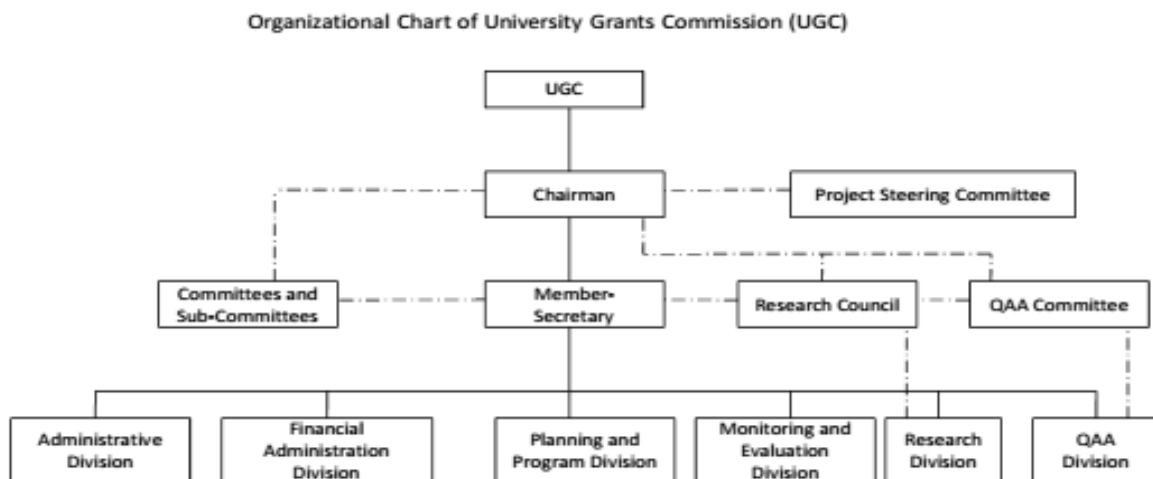 Organizational Chart of University Grants Commission (UGC)
UGC
Chairman
Project Steering Committee
Committees and
Sub-Committees
Member-
Secretary
Research Council
QAA Committee
Administrative
Division
Financial
Administration
Division
Planning and
Program Division
Monitoring and
Evaluation
Division
Research
Division
QAA
Division